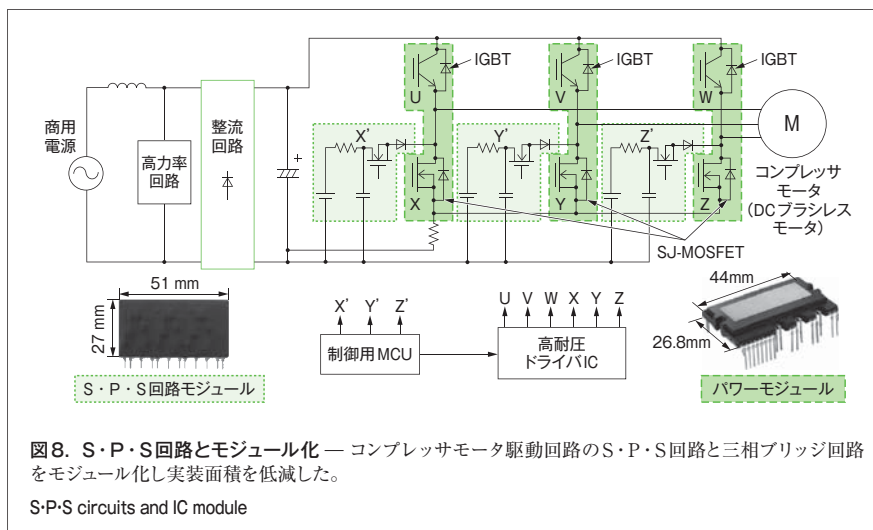 IGBT
IGBT
IGBT
U
V
W
商用
電源
高力率
回路
整流
回路
+
X'
Y'
Z'
X
Y
Z
M
コンプレッサ
モータ
(DCブラシレス
モータ)
SJ-MOSFET
51 mm
27 mm
S・P・S回路モジュール
X' Y' Z'
制御用MCU
U V W X Y Z
高耐圧
ドライバIC
44mm
26.8mm
パワーモジュール
図8. S・P・S回路とモジュール化 — コンプレッサモータ駆動回路のS・P・S回路と三相ブリッジ回路
をモジュール化し実装面積を低減した。
S・P・S circuits and IC module